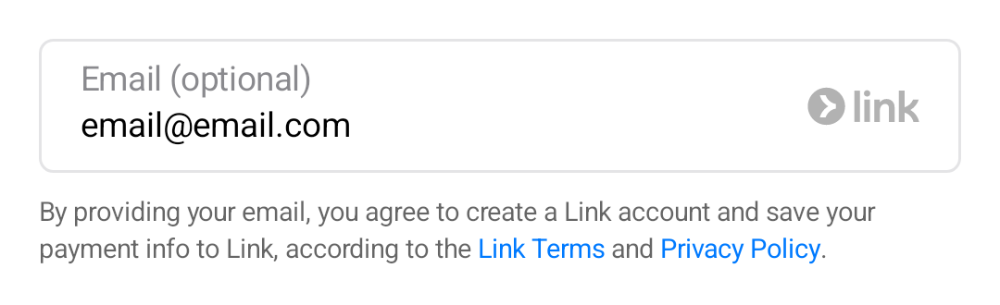 Email (optional)
email@email.com
link
By providing your email, you agree to create a Link account and save your
payment info to Link, according to the Link Terms and Privacy Policy.